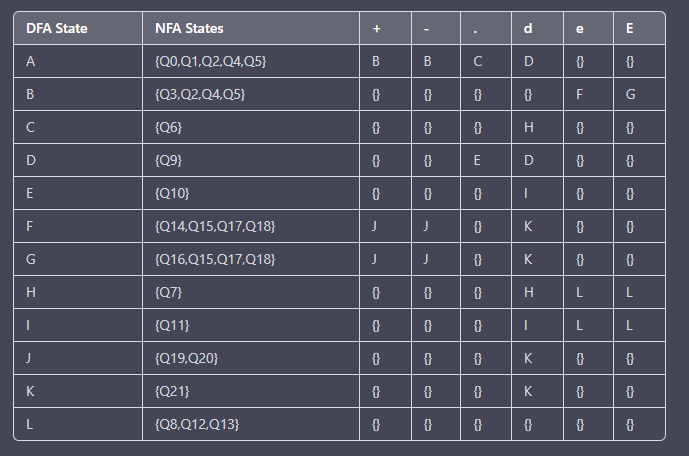 DFA State NFA States + - . d e E
A {Q0,Q1,Q2,Q4,Q5} B B C D {} {}
B {Q3,Q2,Q4,Q5} {} {} {} {} F G
C {Q6} {} {} {} H {} {}
D {Q9} {} {} E D {} {}
E {Q10} {} {} {} I {} {}
F {Q14,Q15,Q17,Q18} J J {} K {} {}
G {Q16,Q15,Q17,Q18} J J {} K {} {}
H {Q7} {} {} {} H L L
I {Q11} {} {} {} I L L
J {Q19,Q20} {} {} {} K {} {}
K {Q21} {} {} {} K {} {}
L {Q8,Q12,Q13} {} {} {} {} {} {}